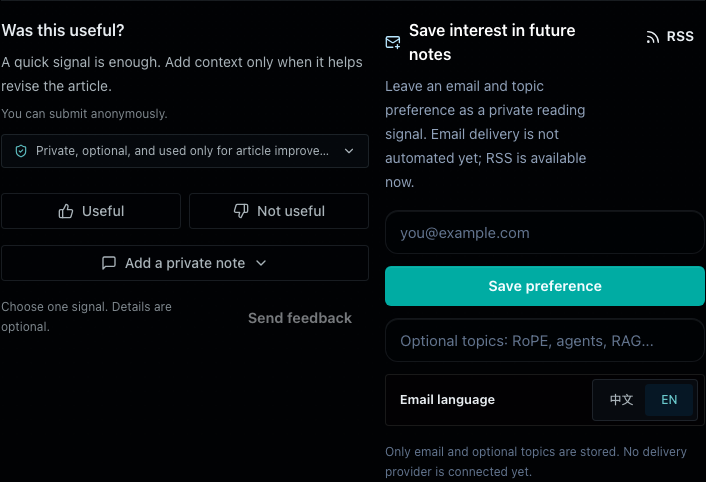 Was this useful?
A quick signal is enough. Add context only when it helps
revise the article.
You can submit anonymously.
Private, optional, and used only for article improve...
Useful
Not useful
Add a private note
Choose one signal. Details are
optional.
Send feedback
Save interest in future
notes
RSS
Leave an email and topic
preference as a private reading
signal. Email delivery is not
automated yet; RSS is available
now.
you@example.com
Save preference
Optional topics: RoPE, agents, RAG...
Email language
中文
EN
Only email and optional topics are stored. No delivery
provider is connected yet.